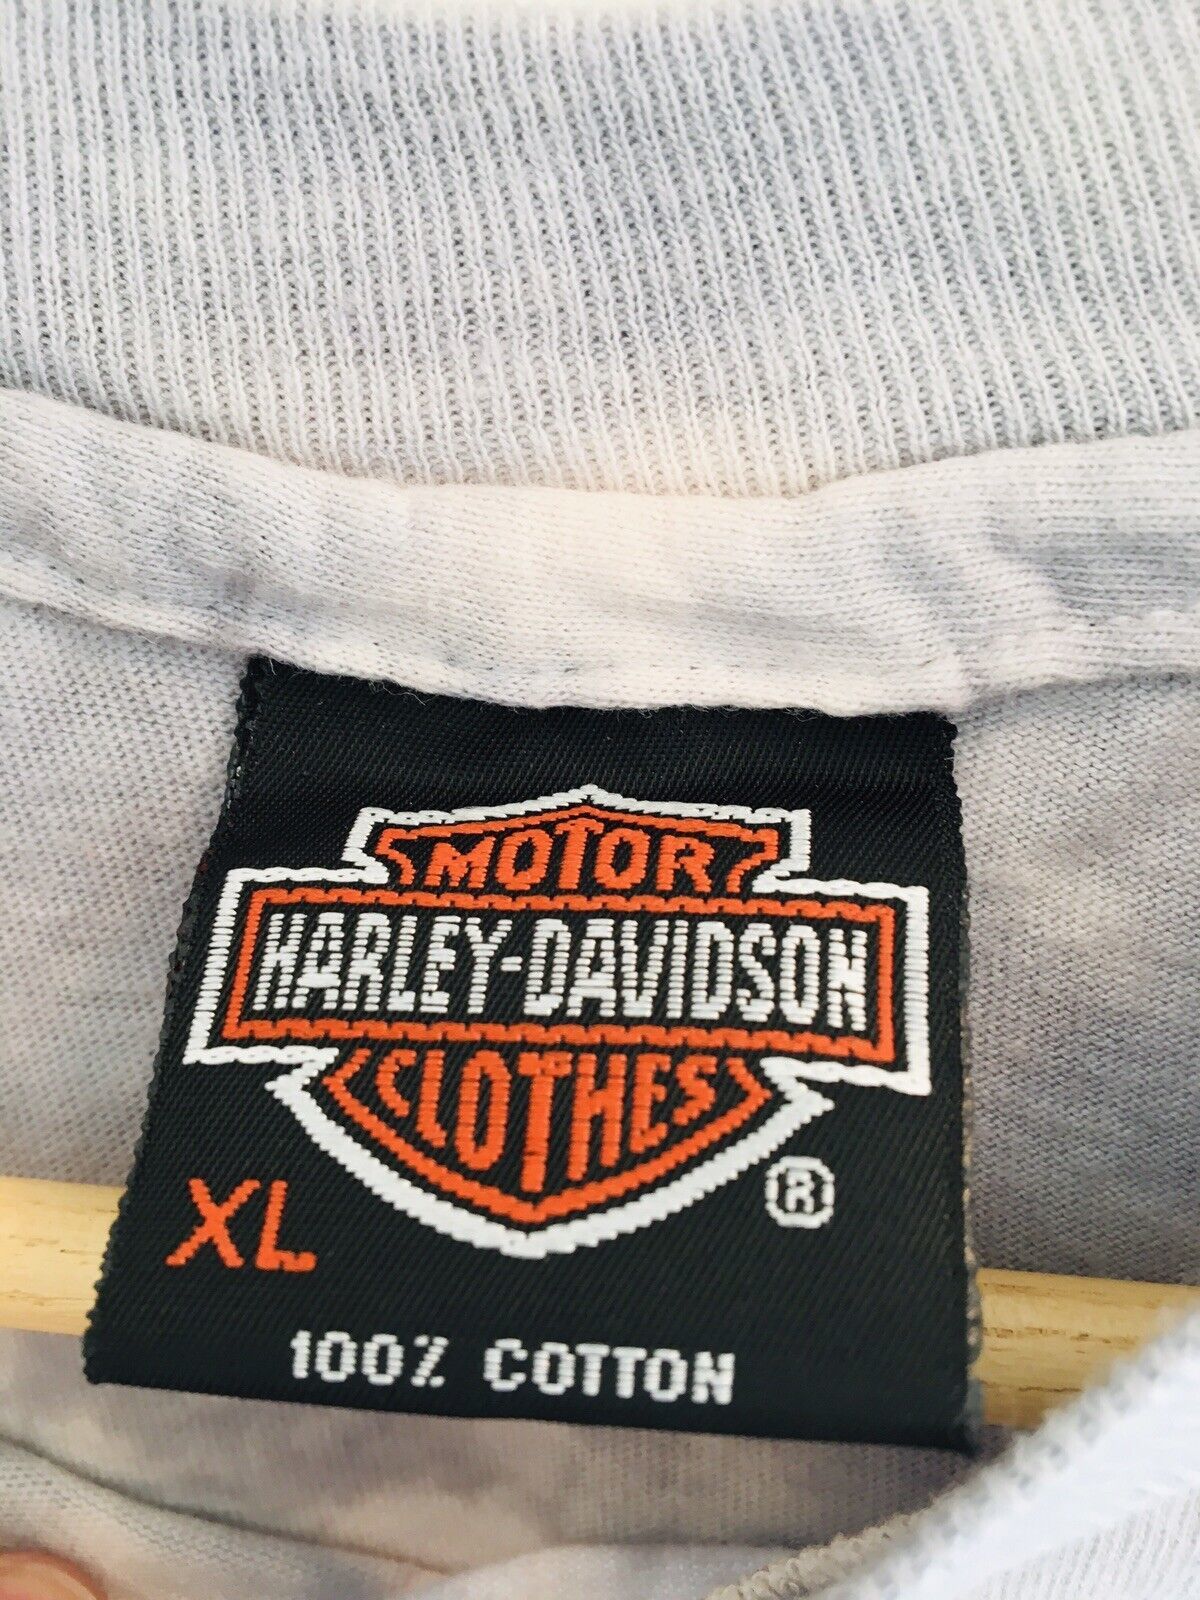 MOTOR
HARLEY-DAVIDSON
CLOTHES
®
XL
100% COTTON